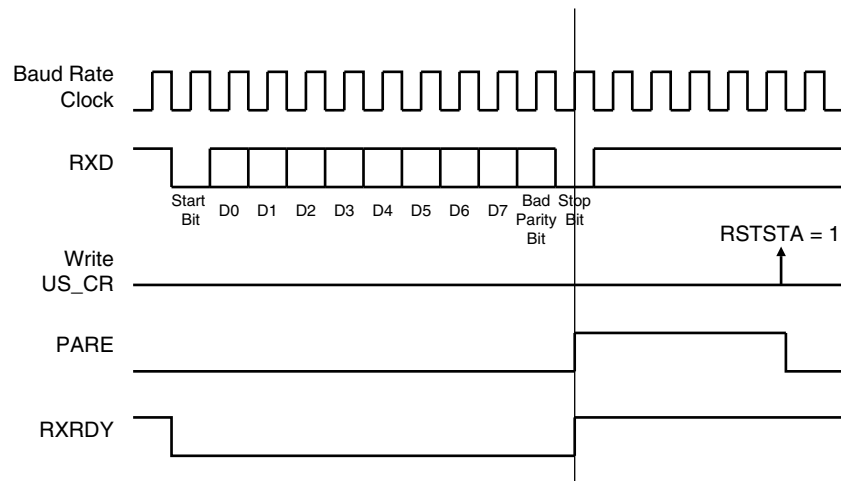 Baud Rate
Clock
RXD
Start
Bit
D0 D1 D2 D3 D4 D5 D6 D7
Bad
Parity
Bit
Stop
Bit
RSTSTA = 1
Write
US_CR
PARE
RXRDY